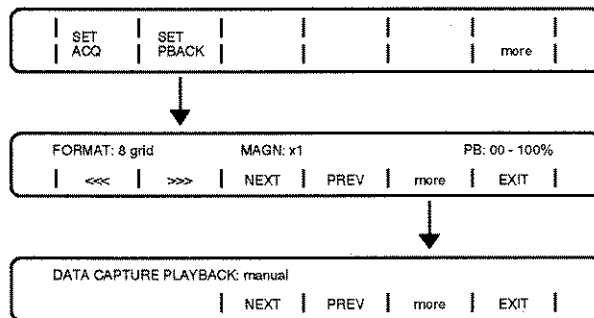 SET SET
ACQ PBACK more
FORMAT: 8 grid MAGN: x1 PB: 00 - 100%
<<< >>> NEXT PREV more EXIT
DATA CAPTURE PLAYBACK: manual
NEXT PREV more EXIT